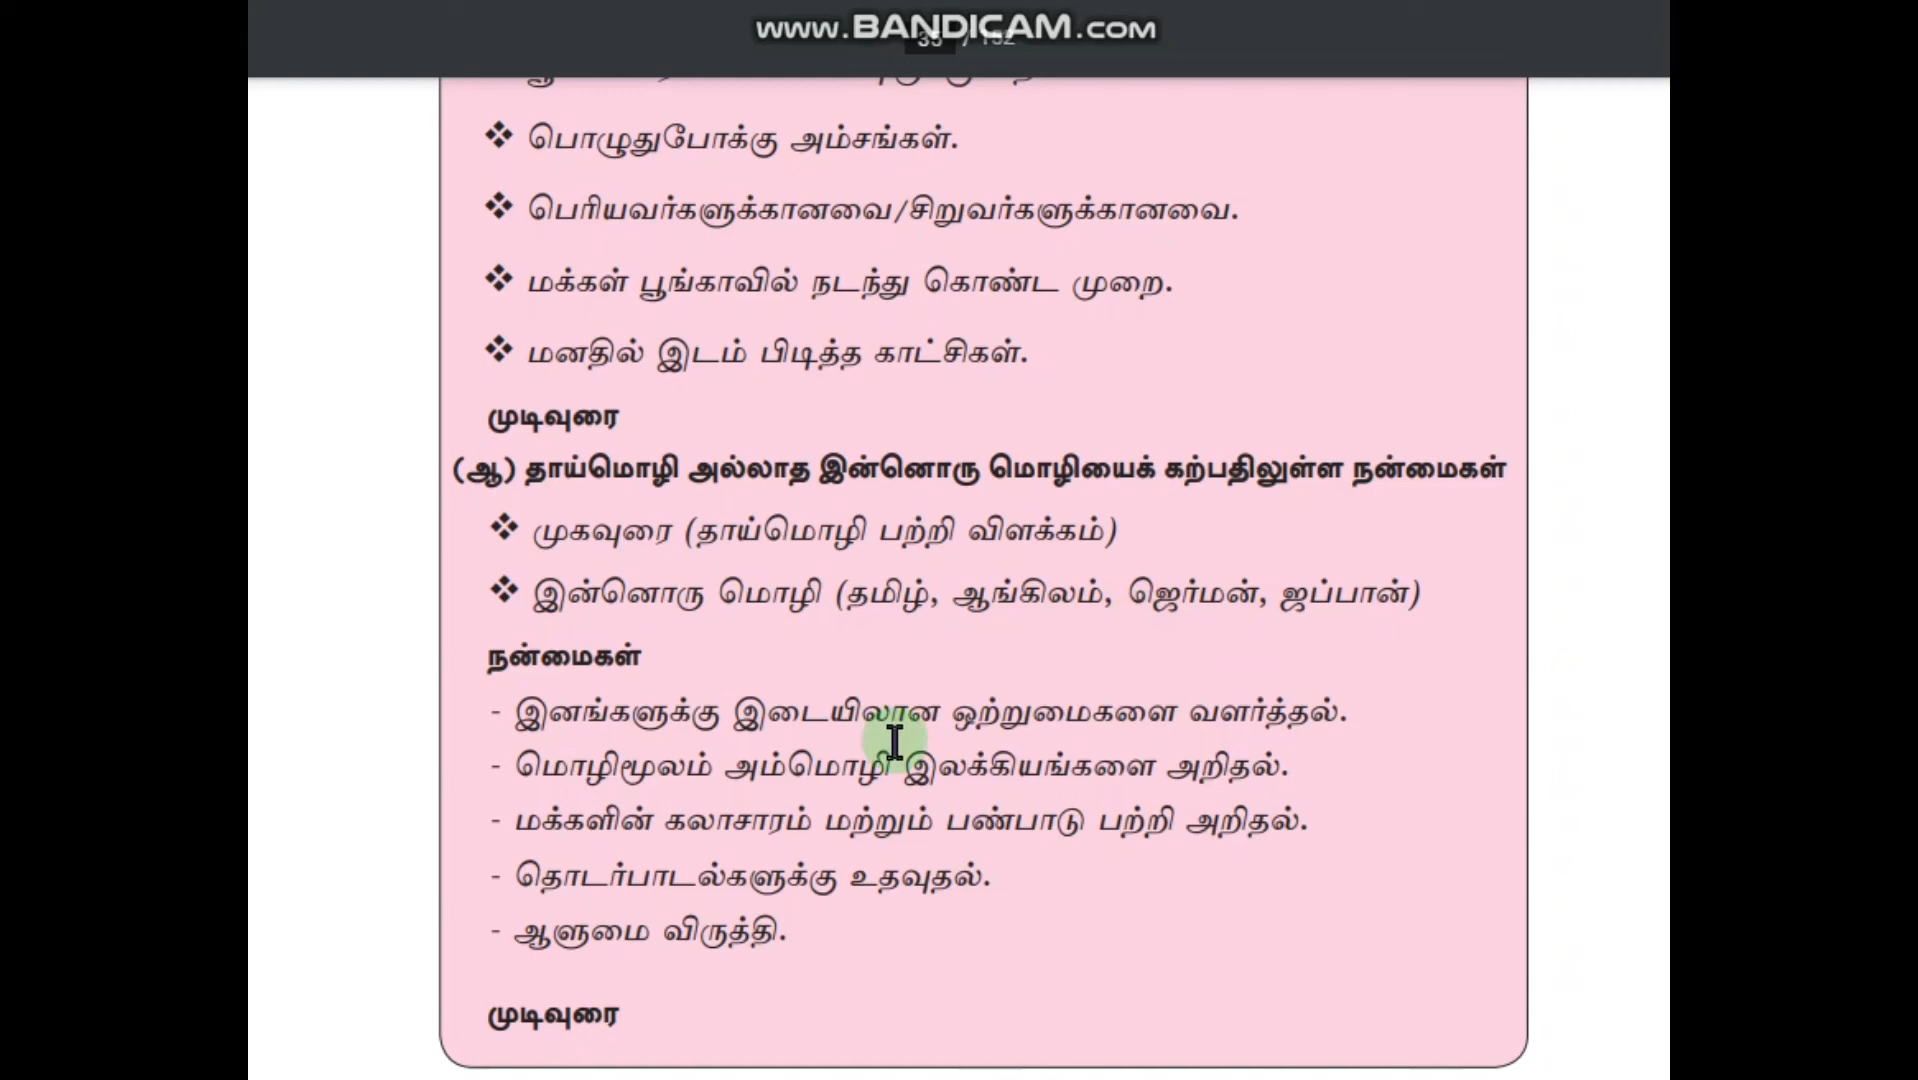 www.BANDICAM.com
35 / 152
❖ பொழுதுபோக்கு அம்சங்கள்.
❖ பெரியவர்களுக்கானவை/சிறுவர்களுக்கானவை.
❖ மக்கள் பூங்காவில் நடந்து கொண்ட முறை.
❖ மனதில் இடம் பிடித்த காட்சிகள்.
முடிவுரை
(ஆ) தாய்மொழி அல்லாத இன்னொரு மொழியைக் கற்பதிலுள்ள நன்மைகள்
❖ முகவுரை (தாய்மொழி பற்றி விளக்கம்)
❖ இன்னொரு மொழி (தமிழ், ஆங்கிலம், ஜெர்மன், ஜப்பான்)
நன்மைகள்
- இனங்களுக்கு இடையிலான ஒற்றுமைகளை வளர்த்தல்.
- மொழிமூலம் அம்மொழி இலக்கியங்களை அறிதல்.
- மக்களின் கலாசாரம் மற்றும் பண்பாடு பற்றி அறிதல்.
- தொடர்பாடல்களுக்கு உதவுதல்.
- ஆளுமை விருத்தி.
முடிவுரை